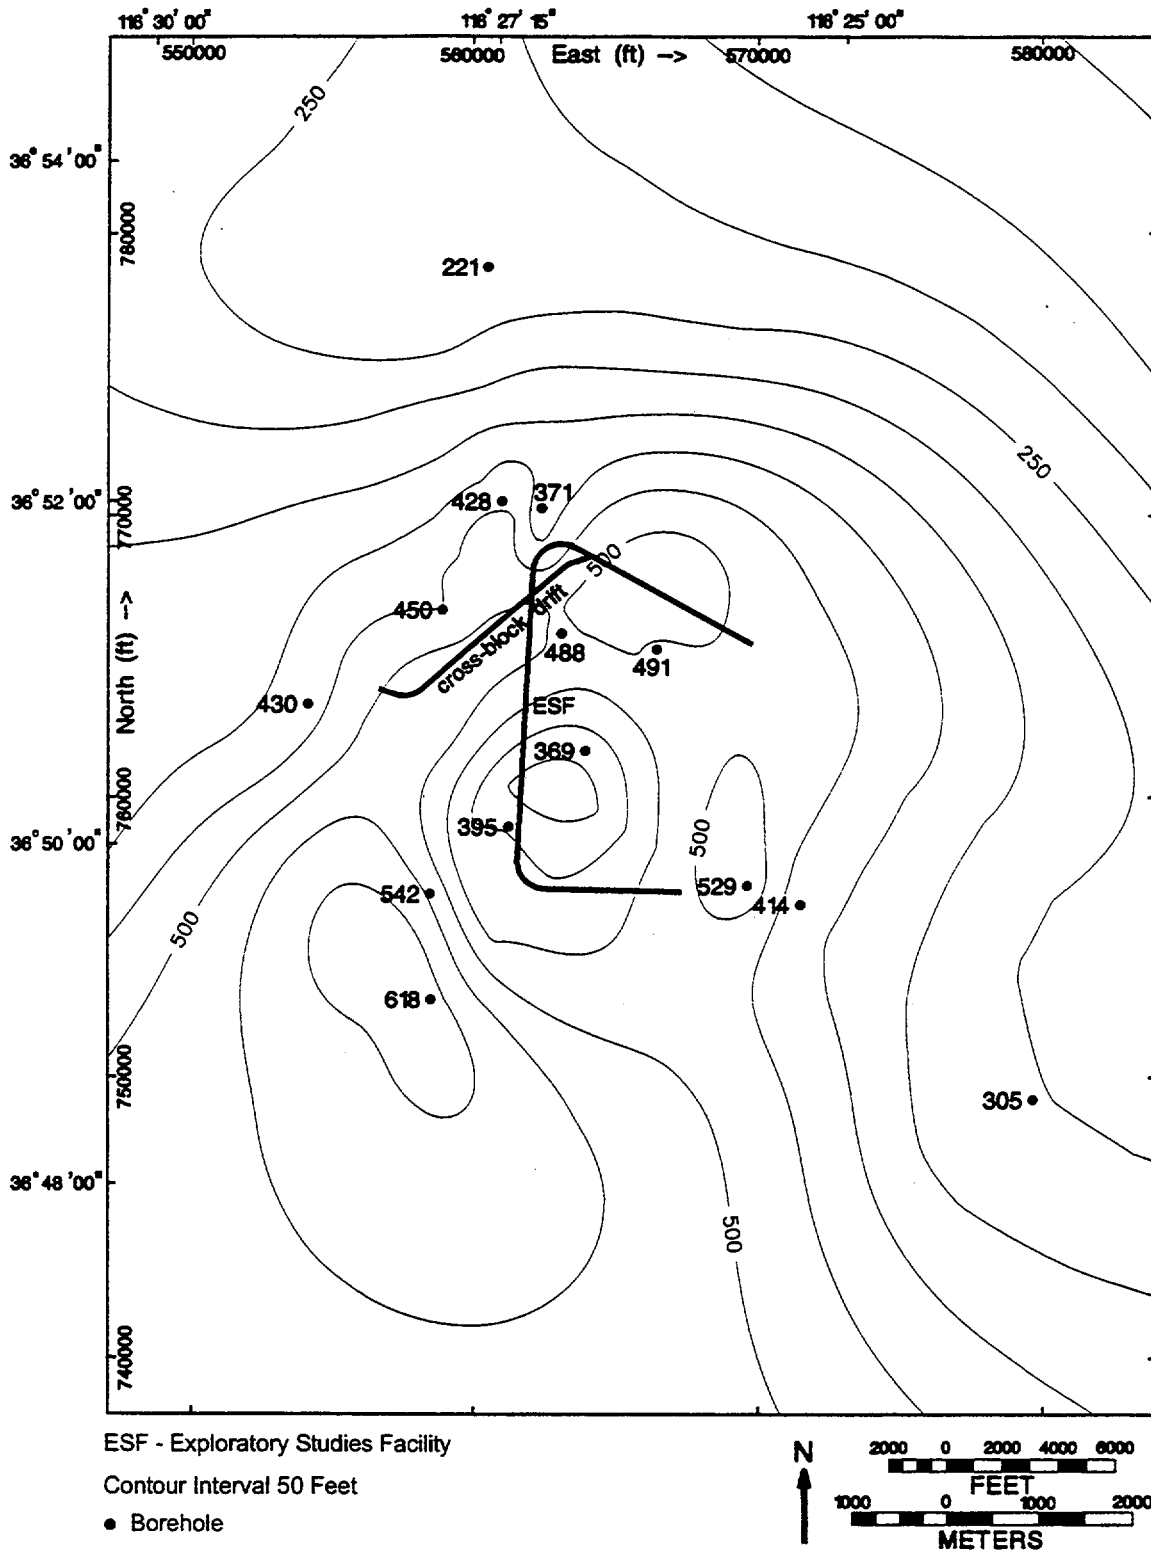 116° 30' 00"
116° 27' 15"
116° 25' 00"
550000
560000
East (ft) -->
570000
580000
250
36° 54' 00"
780000
221
250
36° 52' 00"
770000
428
371
500
450
cross-block drift
488
491
North (ft) -->
430
ESF
369
760000
395
36° 50' 00"
500
542
529
414
500
618
750000
305
36° 48' 00"
500
740000
ESF - Exploratory Studies Facility
Contour Interval 50 Feet
● Borehole
N
2000 0 2000 4000 6000
FEET
1000 0 1000 2000
METERS